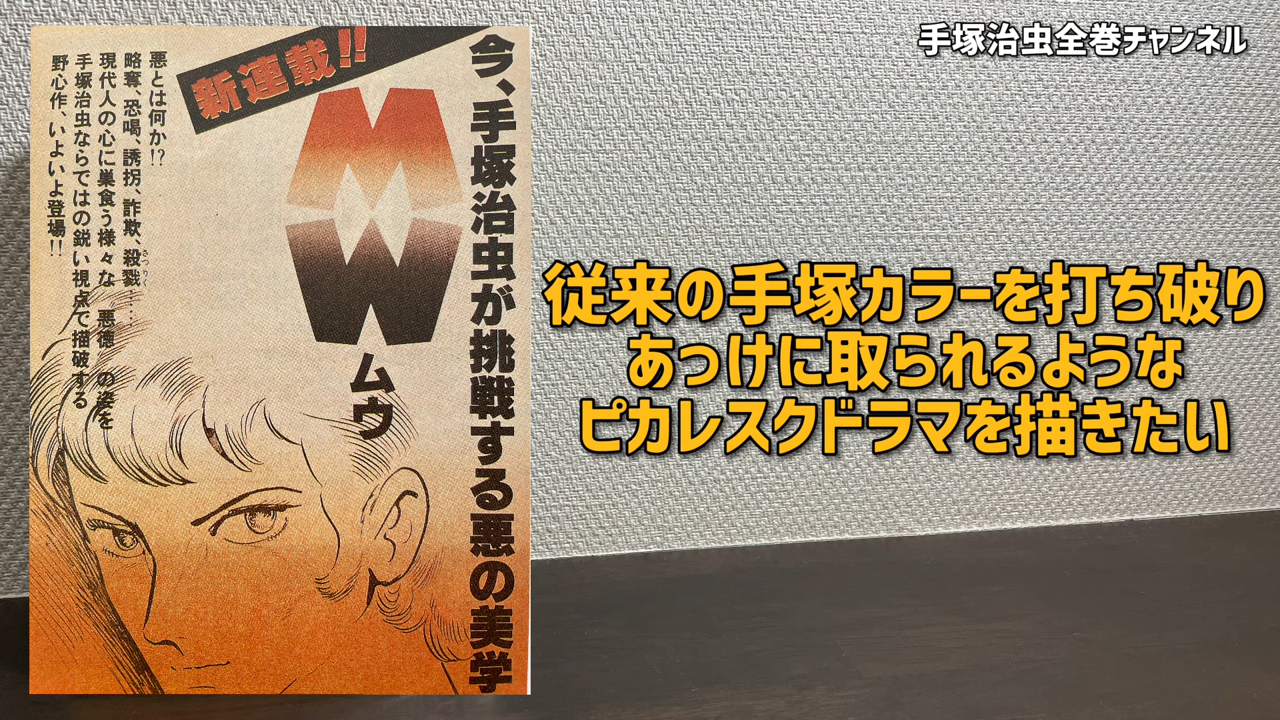 手塚治虫全巻チャンネル
今、手塚治虫が挑戦する悪の美学
新連載!!
MW
ムウ
悪とは何か!?
略奪、恐喝、誘拐、詐欺、殺戮……
さつりく
現代人の心に巣食う様々な〝悪徳〟の姿を
手塚治虫ならではの鋭い視点で描破する
野心作、いよいよ登場!!
従来の手塚カラーを打ち破り
あっけに取られるような
ピカレスクドラマを描きたい